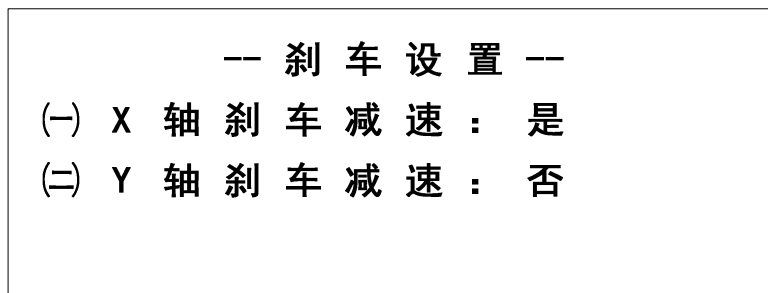 -- 刹 车 设 置 --
㈠ X 轴 刹 车 减 速 : 是
㈡ Y 轴 刹 车 减 速 : 否